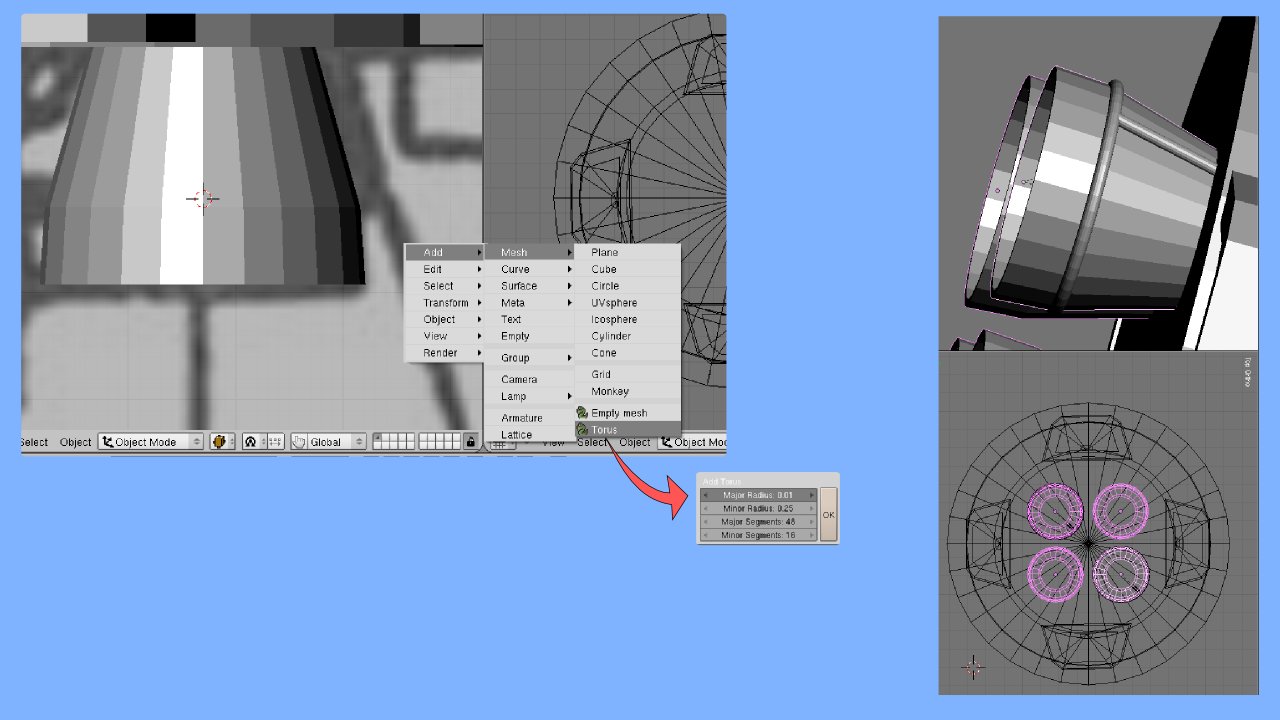 Add
Edit
Select
Transform
Object
View
Render
Mesh
Curve
Surface
Meta
Text
Empty
Group
Camera
Lamp
Armature
Lattice
Plane
Cube
Circle
UVsphere
Icosphere
Cylinder
Cone
Grid
Monkey
Empty mesh
Torus
Select Object Object Mode Global
View Select Object Object Mod
Add Torus
Major Radius: 0.01
Minor Radius: 0.25
Major Segments: 48
Minor Segments: 16
OK
Top Ortho